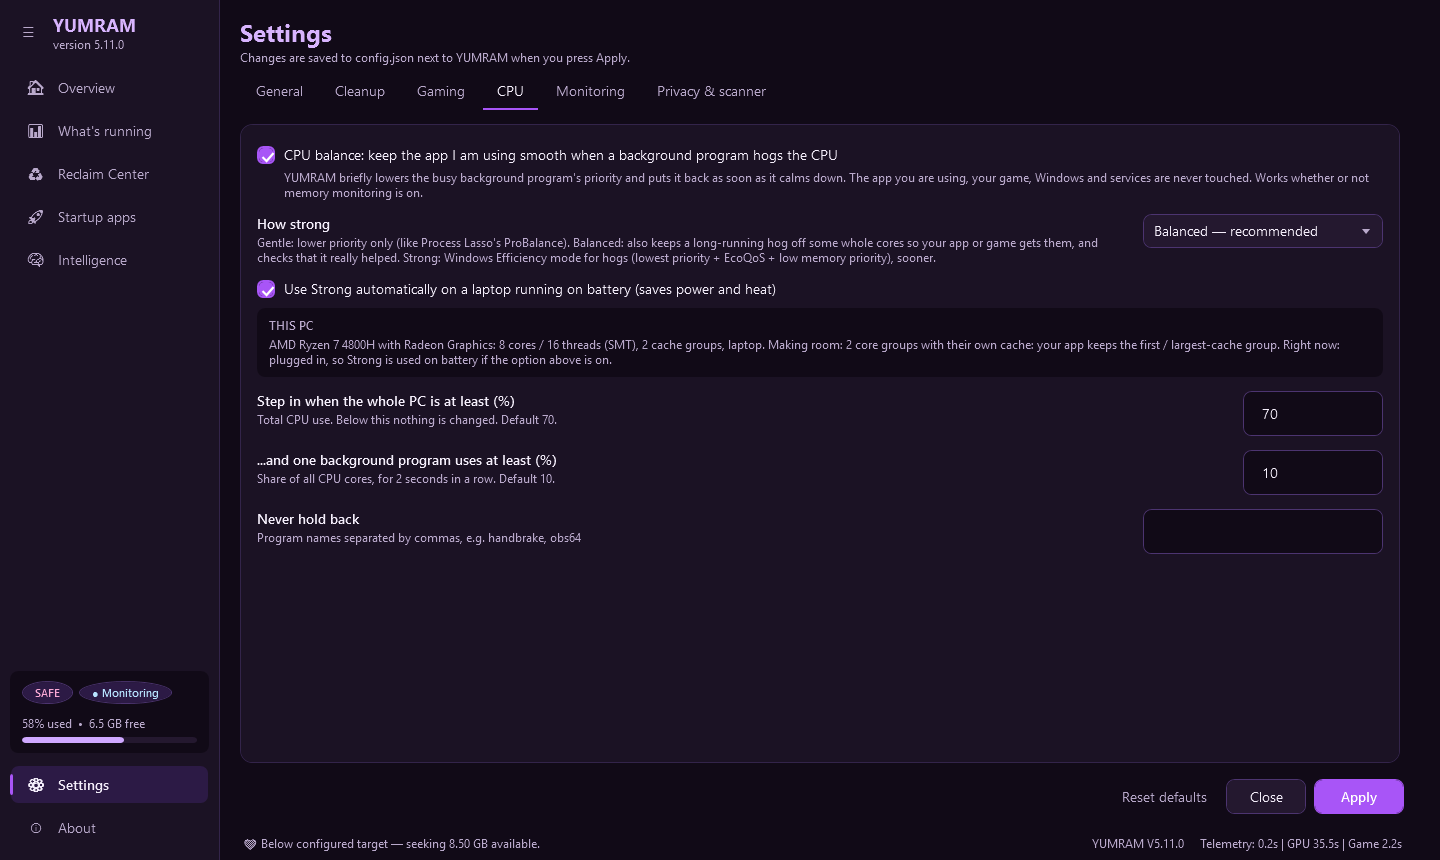 YUMRAM
version 5.11.0
Overview
What's running
Reclaim Center
Startup apps
Intelligence
SAFE
● Monitoring
58% used • 6.5 GB free
Settings
About
Settings
Changes are saved to config.json next to YUMRAM when you press Apply.
General
Cleanup
Gaming
CPU
Monitoring
Privacy & scanner
CPU balance: keep the app I am using smooth when a background program hogs the CPU
YUMRAM briefly lowers the busy background program's priority and puts it back as soon as it calms down. The app you are using, your game, Windows and services are never touched. Works whether or not
memory monitoring is on.
How strong
Gentle: lower priority only (like Process Lasso's ProBalance). Balanced: also keeps a long-running hog off some whole cores so your app or game gets them, and
checks that it really helped. Strong: Windows Efficiency mode for hogs (lowest priority + EcoQoS + low memory priority), sooner.
Balanced — recommended
Use Strong automatically on a laptop running on battery (saves power and heat)
THIS PC
AMD Ryzen 7 4800H with Radeon Graphics: 8 cores / 16 threads (SMT), 2 cache groups, laptop. Making room: 2 core groups with their own cache: your app keeps the first / largest-cache group. Right now:
plugged in, so Strong is used on battery if the option above is on.
Step in when the whole PC is at least (%)
Total CPU use. Below this nothing is changed. Default 70.
70
...and one background program uses at least (%)
Share of all CPU cores, for 2 seconds in a row. Default 10.
10
Never hold back
Program names separated by commas, e.g. handbrake, obs64
Reset defaults
Close
Apply
Below configured target — seeking 8.50 GB available.
YUMRAM V5.11.0
Telemetry: 0.2s | GPU 35.5s | Game 2.2s